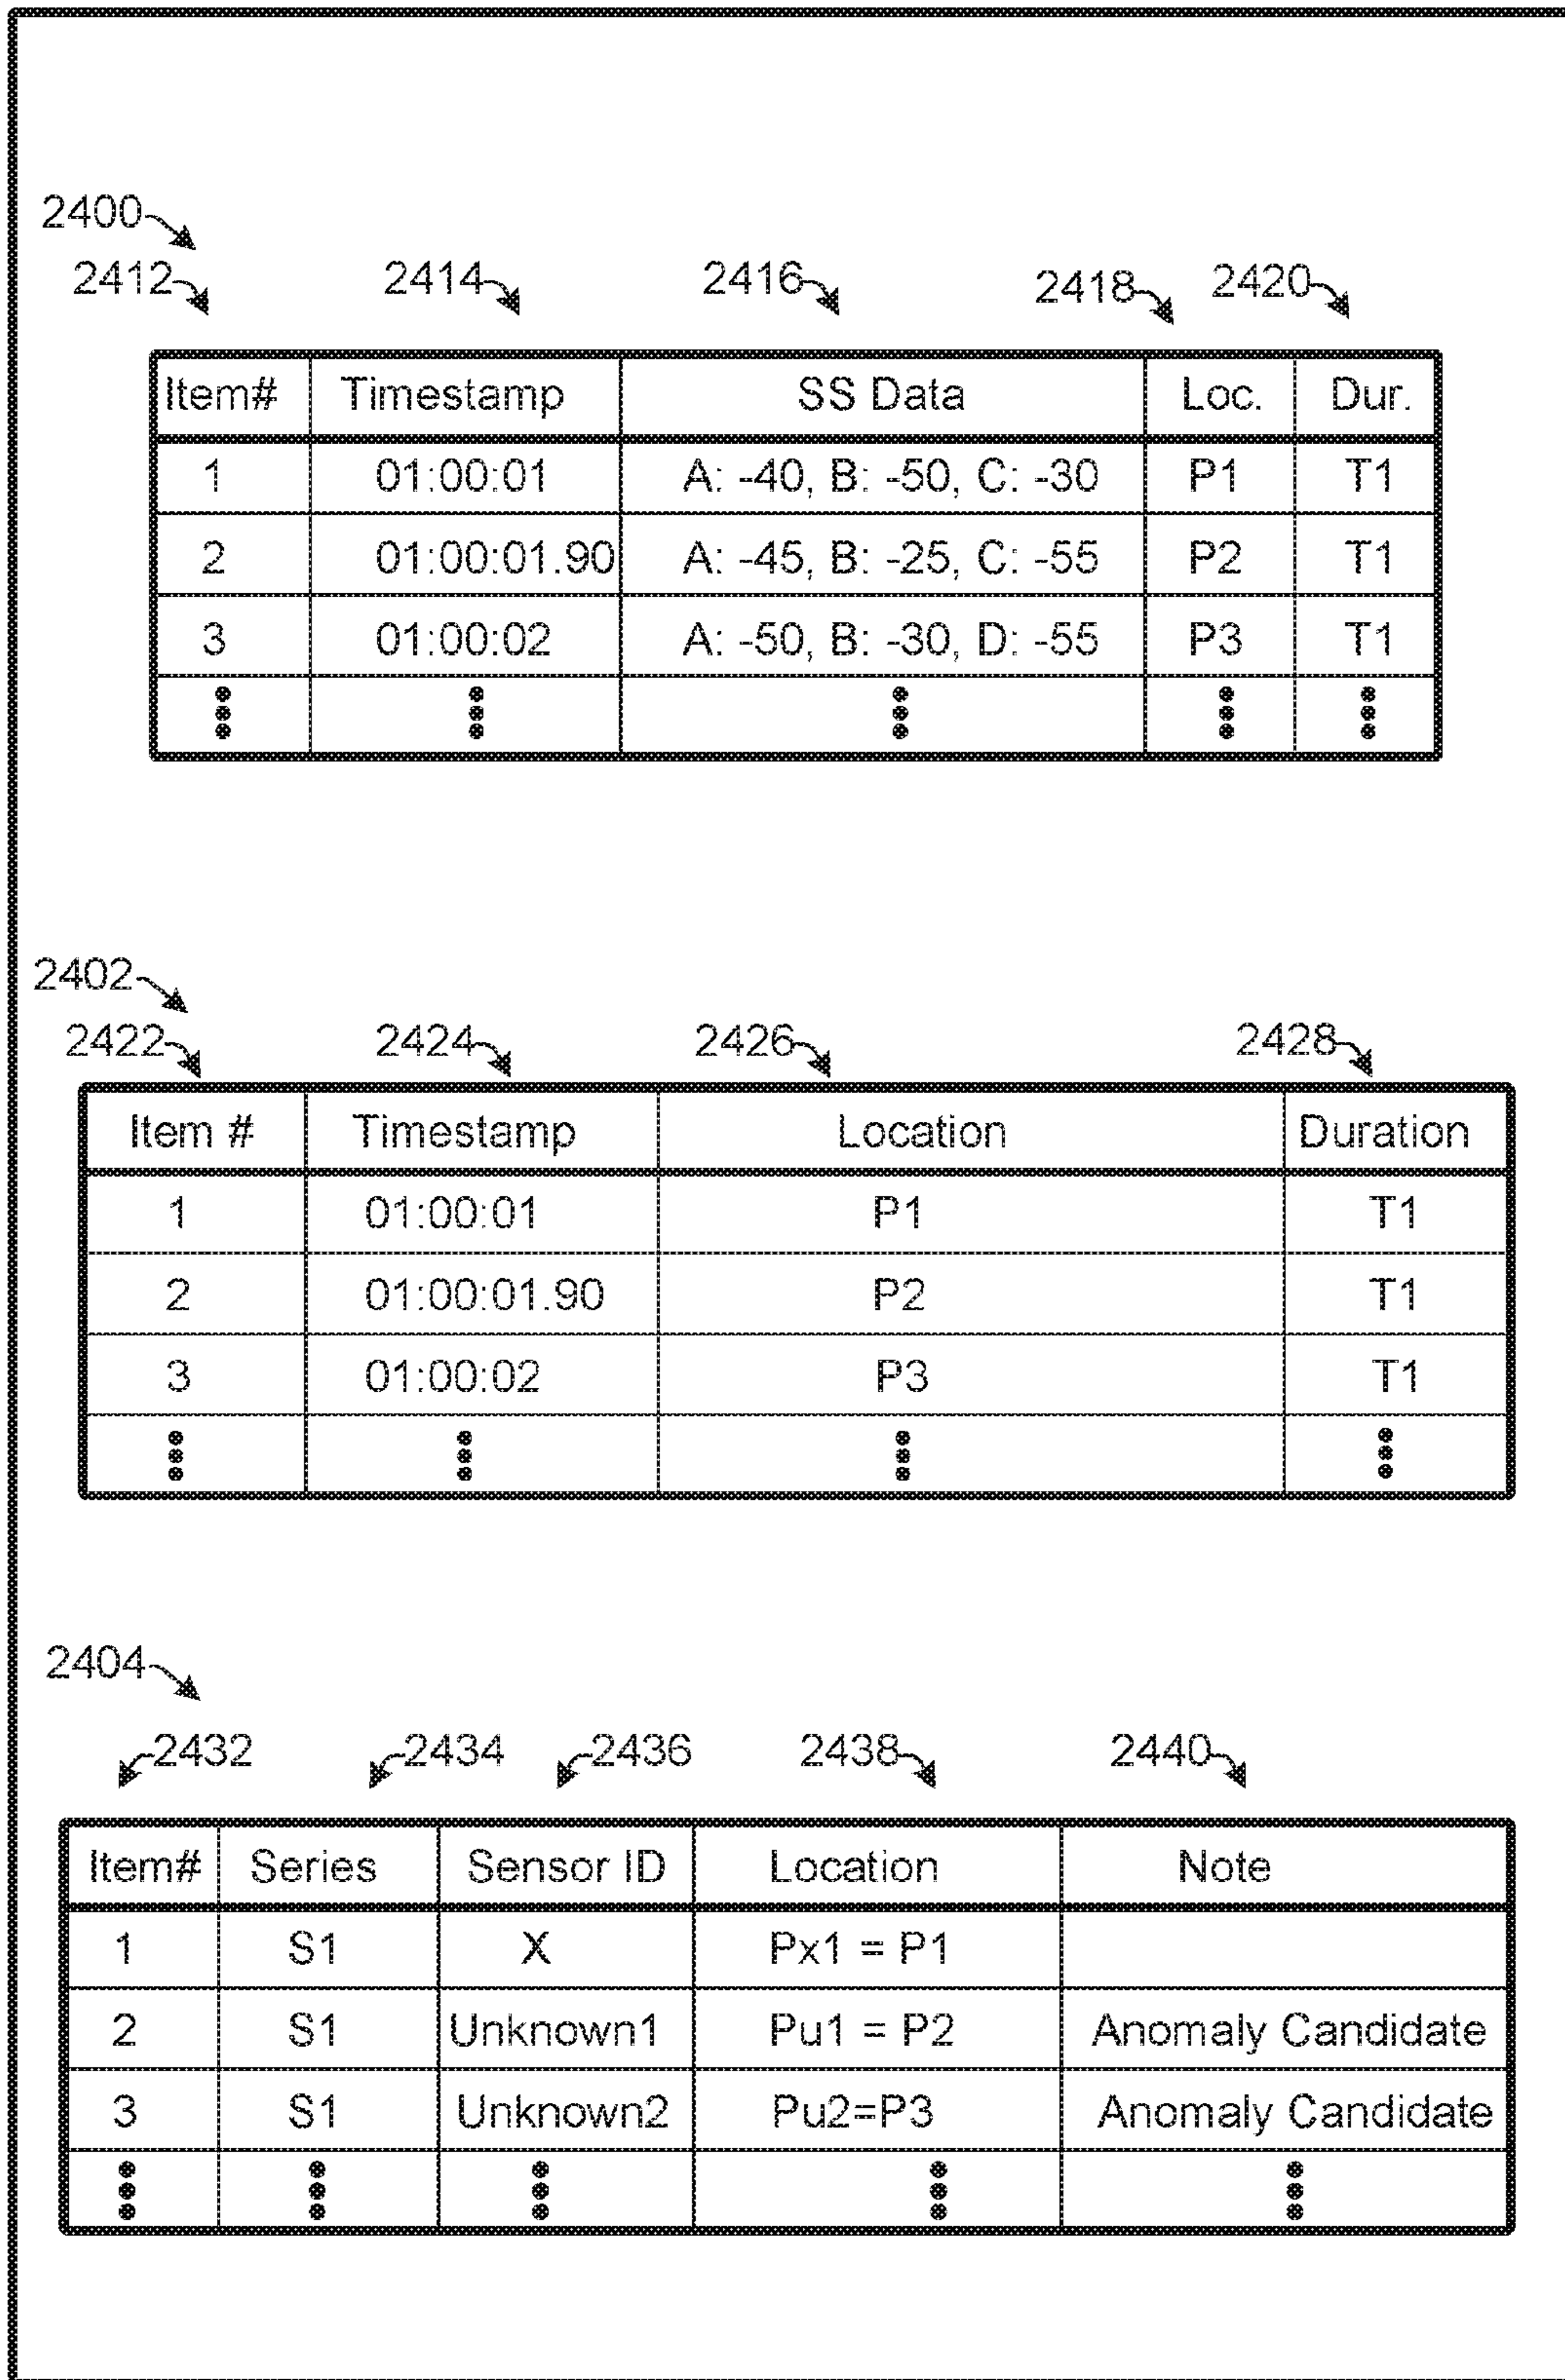 2400
2412 2414 2416 2418 2420
Item# Timestamp SS Data Loc. Dur.
1 01:00:01 A: -40, B: -50, C: -30 P1 T1
2 01:00:01.90 A: -45, B: -25, C: -55 P2 T1
3 01:00:02 A: -50, B: -30, D: -55 P3 T1
2402
2422 2424 2426 2428
Item # Timestamp Location Duration
1 01:00:01 P1 T1
2 01:00:01.90 P2 T1
3 01:00:02 P3 T1
2404
2432 2434 2436 2438 2440
Item# Series Sensor ID Location Note
1 S1 X Px1 = P1
2 S1 Unknown1 Pu1 = P2 Anomaly Candidate
3 S1 Unknown2 Pu2=P3 Anomaly Candidate